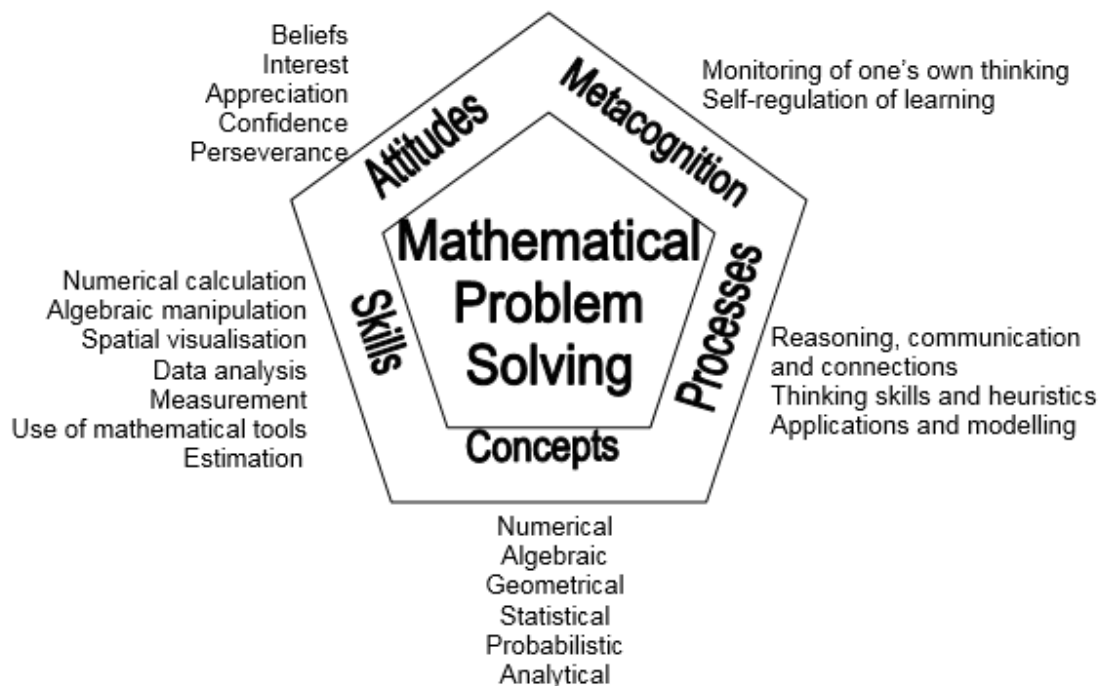 Beliefs
Interest
Appreciation
Confidence
Perseverance
Attitudes
Metacognition
Monitoring of one's own thinking
Self-regulation of learning
Mathematical
Problem
Solving
Numerical calculation
Algebraic manipulation
Spatial visualisation
Data analysis
Measurement
Use of mathematical tools
Estimation
Skills
Processes
Reasoning, communication
and connections
Thinking skills and heuristics
Applications and modelling
Concepts
Numerical
Algebraic
Geometrical
Statistical
Probabilistic
Analytical